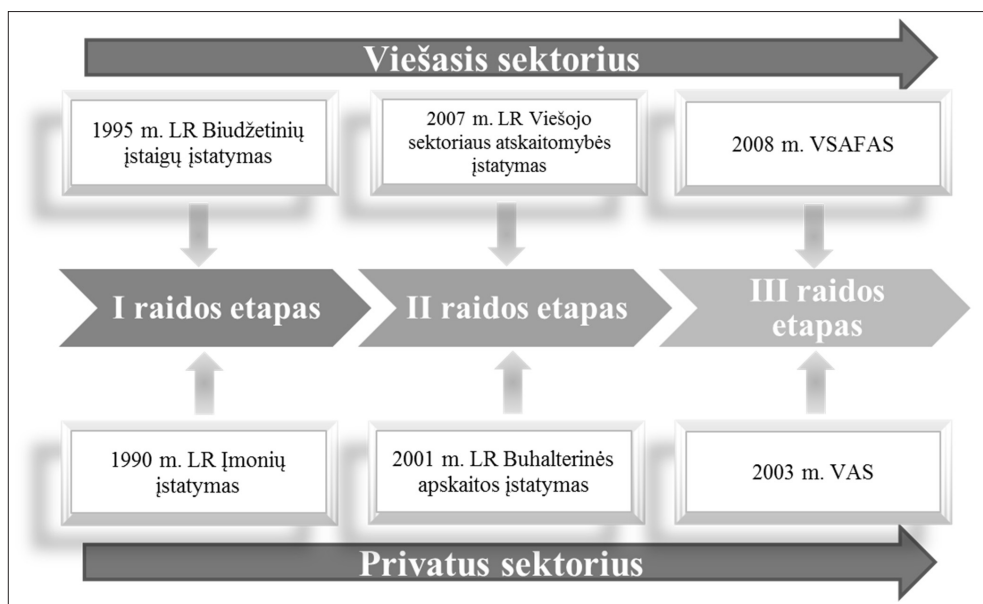 Viešasis sektorius
1995 m. LR Biudžetinių
įstaigų įstatymas
2007 m. LR Viešojo
sektoriaus atskaitomybės
įstatymas
2008 m. VSAFAS
I raidos etapas
II raidos etapas
III raidos
etapas
1990 m. LR Įmonių
įstatymas
2001 m. LR Buhalterinės
apskaitos įstatymas
2003 m. VAS
Privatus sektorius